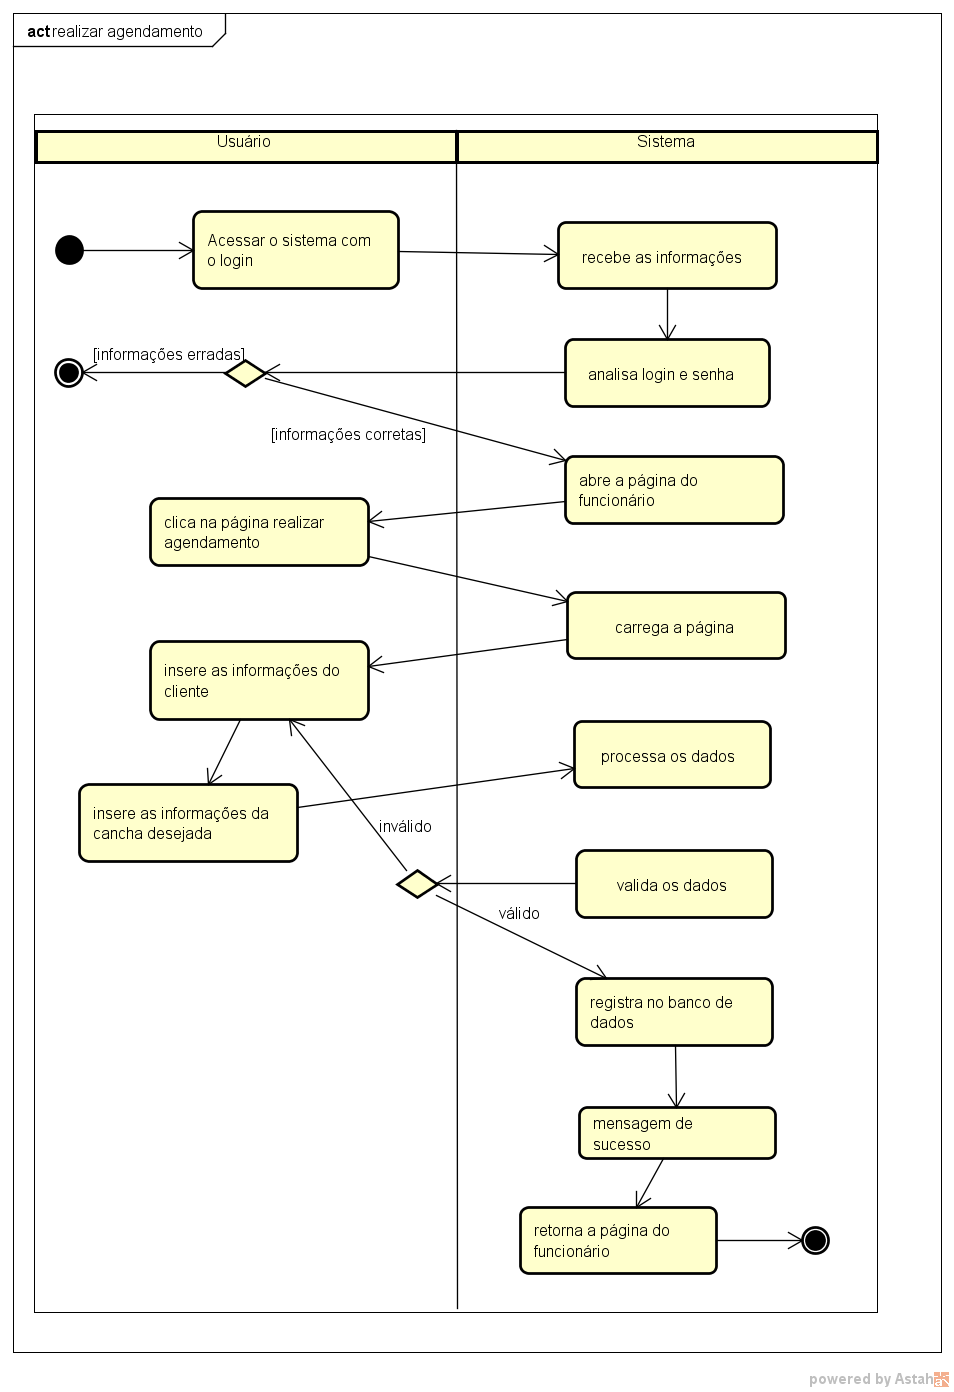 act realizar agendamento
Usuário
Sistema
Acessar o sistema com
o login
recebe as informações
[informações erradas]
analisa login e senha
[informações corretas]
abre a página do
funcionário
clica na página realizar
agendamento
carrega a página
insere as informações do
cliente
processa os dados
insere as informações da
cancha desejada
inválido
valida os dados
válido
registra no banco de
dados
mensagem de
sucesso
retorna a página do
funcionário
powered by Astah